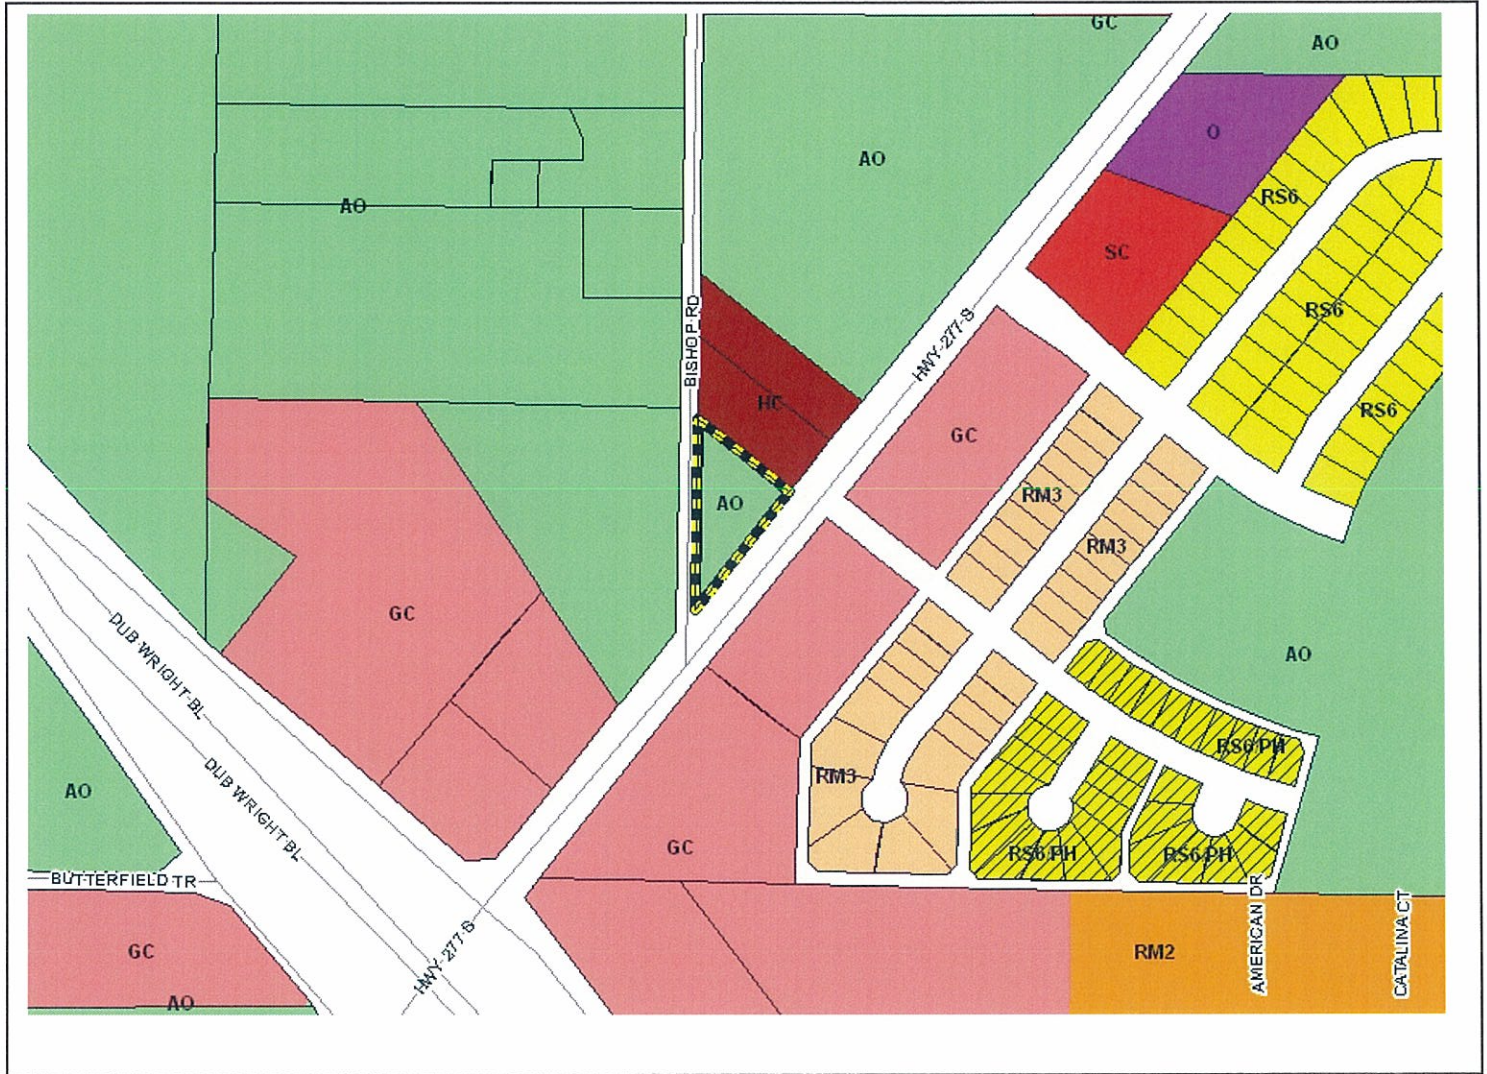 GC
AO
O
AO
RS6
AO
SC
BISHOP RD
RS6
HWY-277-S
HC
RS6
GC
RM3
AO
RM3
GC
DUB WRIGHT BL
AO
RS6/PH
RM3
AO
DUB WRIGHT BL
GC
RS6/PH
RS6/PH
BUTTERFIELD TR
AMERICAN DR
CATALINA CT
GC
HWY-277-S
RM2
AO